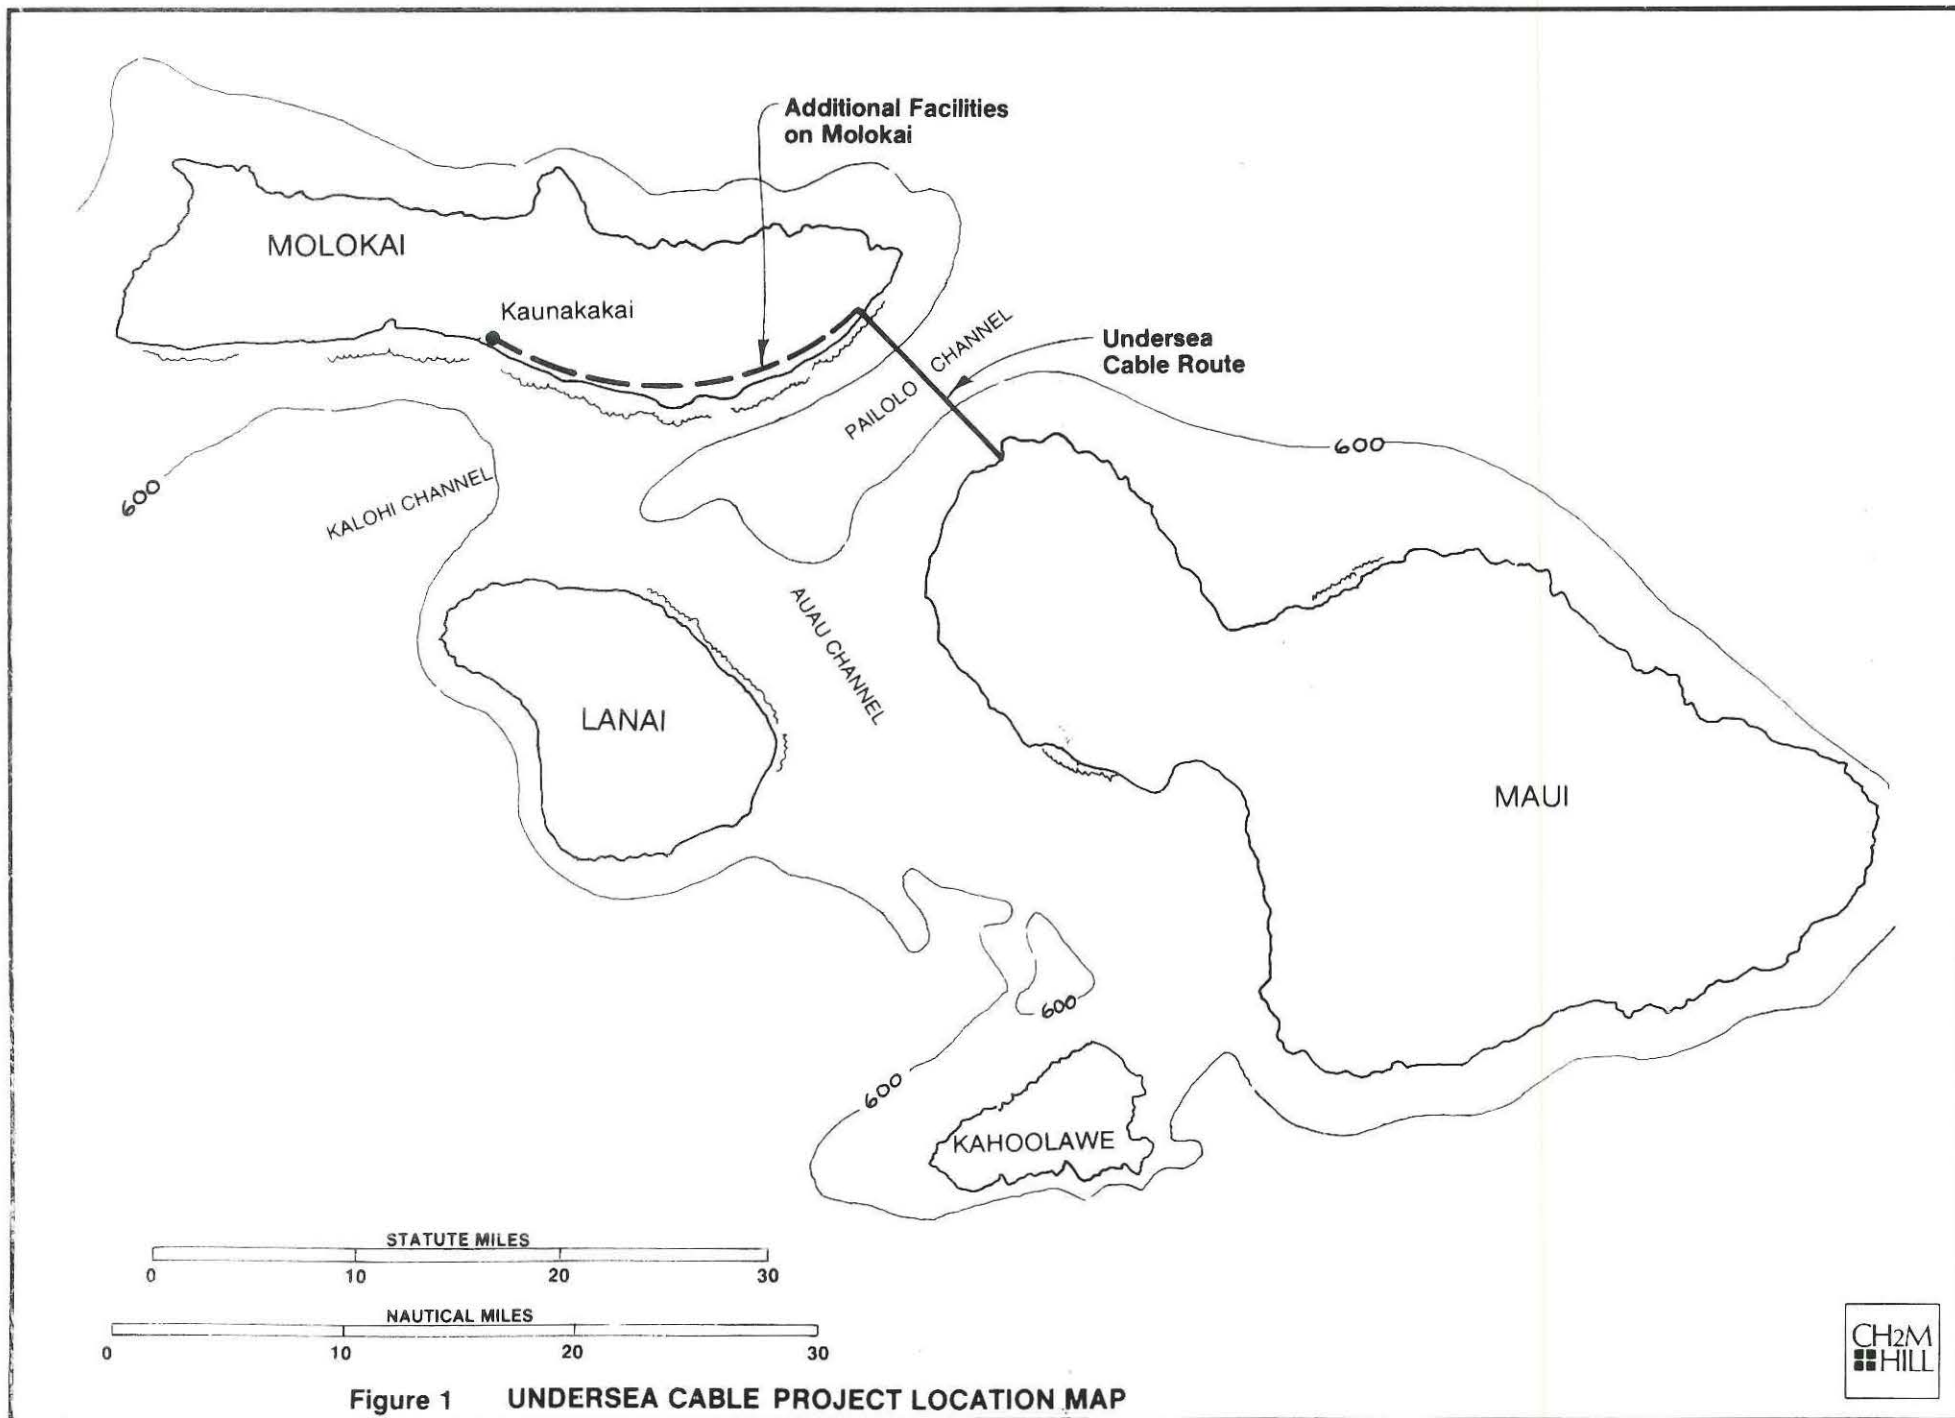 Additional Facilities
on Molokai
MOLOKAI
Kaunakakai
PAILOLO CHANNEL
Undersea
Cable Route
600
600
KALOHI CHANNEL
AUAU CHANNEL
LANAI
MAUI
600
600
KAHOOLAWE
STATUTE MILES
0 10 20 30
NAUTICAL MILES
0 10 20 30
CH2M
HILL
Figure 1 UNDERSEA CABLE PROJECT LOCATION MAP